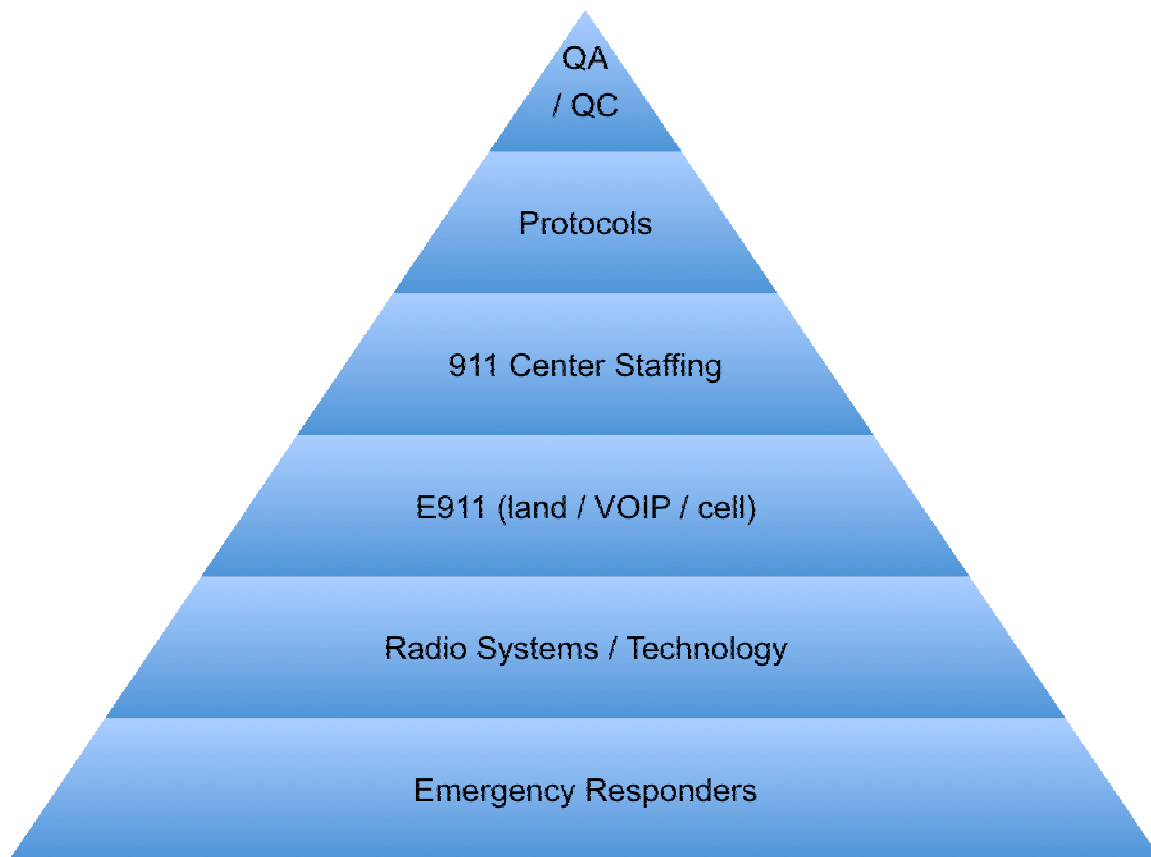 QA
/ QC
Protocols
911 Center Staffing
E911 (land / VOIP / cell)
Radio Systems / Technology
Emergency Responders